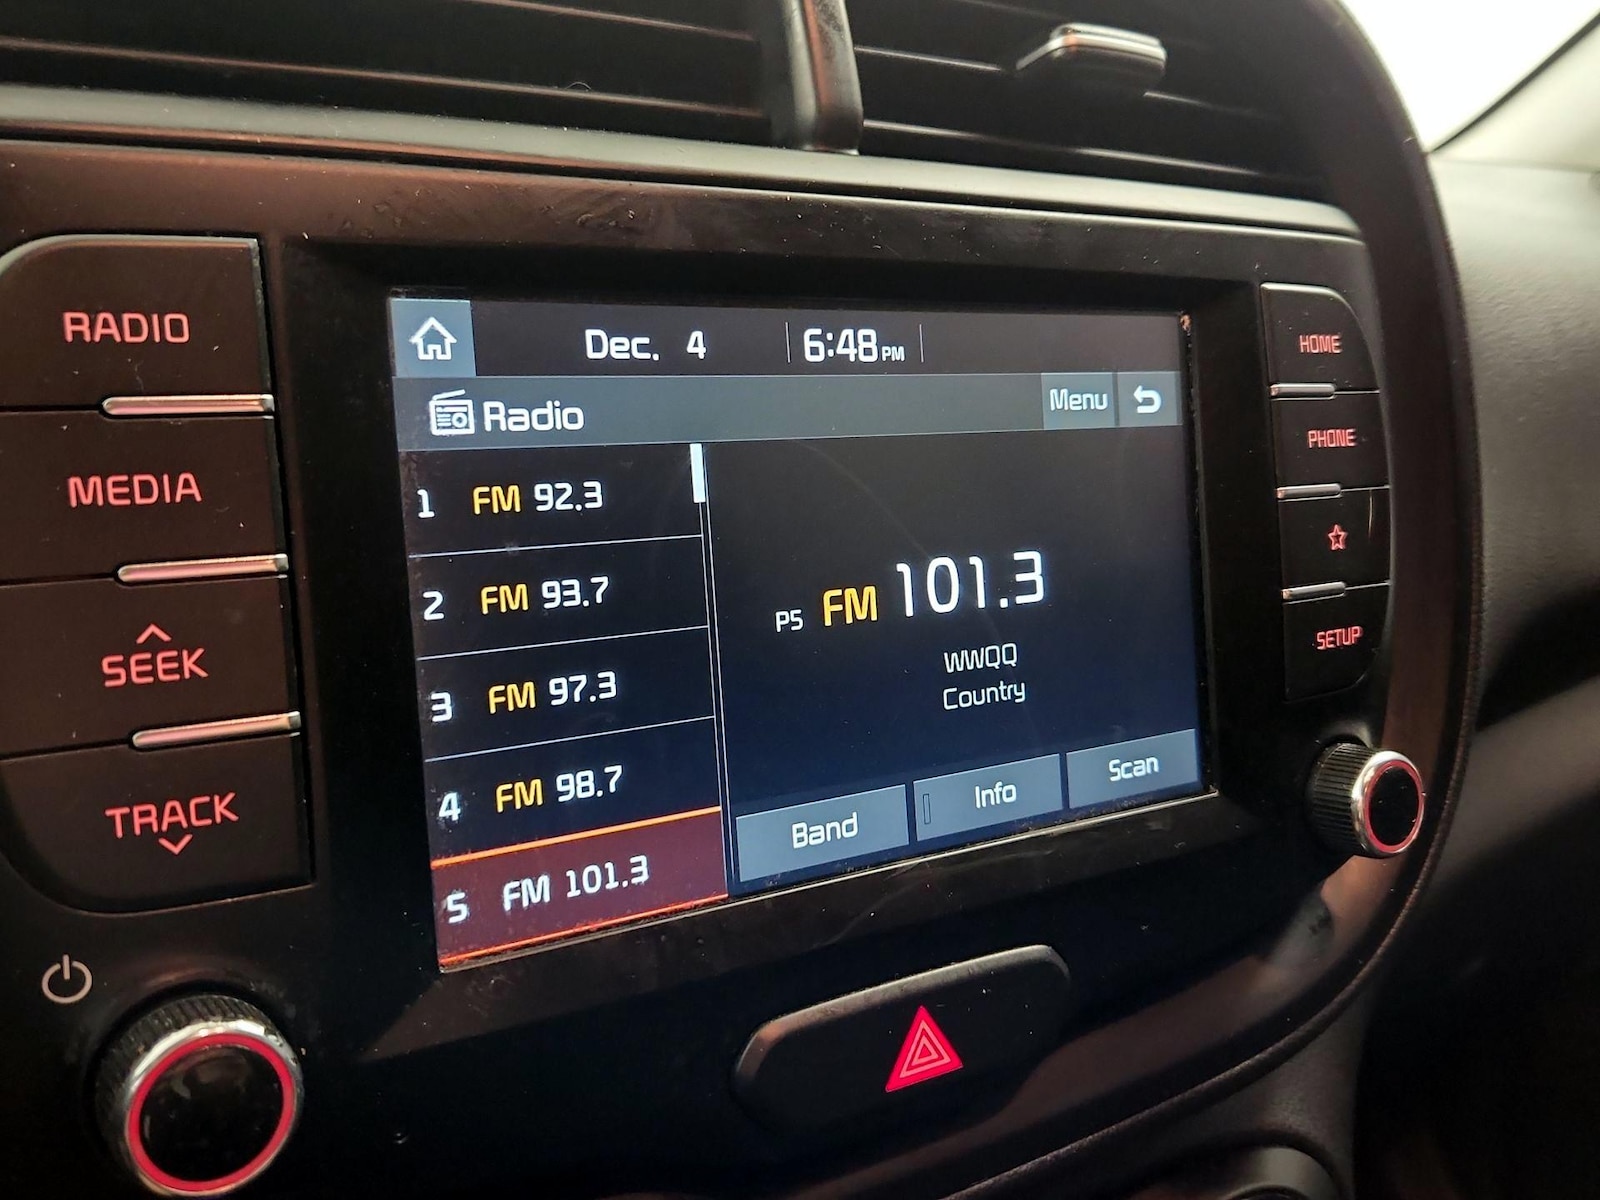 RADIO
MEDIA
SEEK
TRACK
Dec. 4 6:48 PM
Radio
Menu
1 FM 92.3
2 FM 93.7
3 FM 97.3
4 FM 98.7
5 FM 101.3
P5 FM 101.3
WWQQ
Country
Band
Info
Scan
HOME
PHONE
SETUP